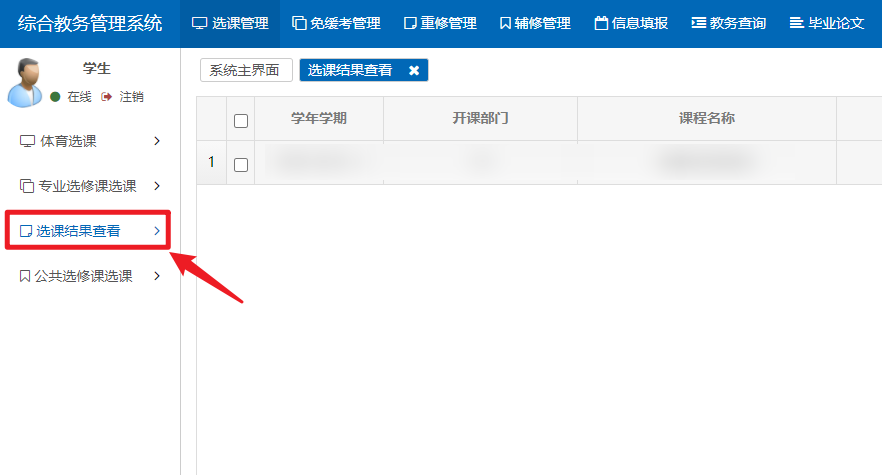 综合教务管理系统 选课管理 免缓考管理 重修管理 辅修管理 信息填报 教务查询 毕业论文
学生
在线 注销
系统主界面 选课结果查看
学年学期 开课部门 课程名称
1
体育选课
专业选修课选课
选课结果查看
公共选修课选课